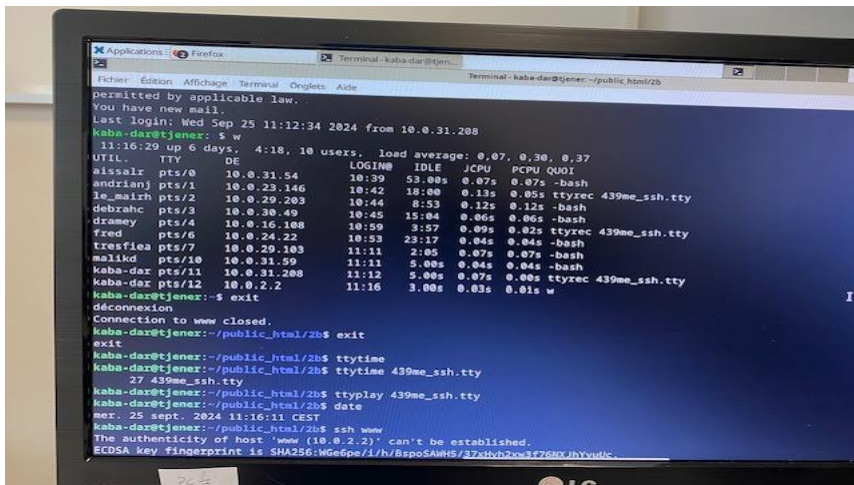 Applications
Firefox
Terminal - kaba-dar@tjen...
Terminal - kaba-dar@tjener: ~/public_html/2b
Fichier Édition Affichage Terminal Onglets Aide
permitted by applicable law.
You have new mail.
Last login: Wed Sep 25 11:12:34 2024 from 10.0.31.208
kaba-dar@tjener: $ w
11:16:29 up 6 days, 4:18, 10 users, load average: 0,07, 0,30, 0,37
UTIL. TTY DE LOGIN@ IDLE JCPU PCPU QUOI
aissalr pts/0 10.0.31.54 10:39 53.00s 0.07s 0.07s -bash
andrianj pts/1 10.0.23.146 10:42 18:00 0.13s 0.05s ttyrec 439me_ssh.tty
le_mairh pts/2 10.0.29.203 10:44 8:53 0.12s 0.12s -bash
debrahc pts/3 10.0.30.49 10:45 15:04 0.06s 0.06s -bash
dramey pts/4 10.0.16.108 10:59 3:57 0.09s 0.02s ttyrec 439me_ssh.tty
fred pts/6 10.0.24.22 10:53 23:17 0.04s 0.04s -bash
tresfiea pts/7 10.0.29.103 11:11 2:05 0.07s 0.07s -bash
malikd pts/10 10.0.31.59 11:11 5.00s 0.04s 0.04s -bash
kaba-dar pts/11 10.0.31.208 11:12 5.00s 0.07s 0.00s ttyrec 439me_ssh.tty
kaba-dar pts/12 10.0.2.2 11:16 3.00s 0.03s 0.01s w
kaba-dar@tjener:~$ exit
déconnexion
Connection to www closed.
kaba-dar@tjener:~/public_html/2b$ exit
exit
kaba-dar@tjener:~/public_html/2b$ ttytime
kaba-dar@tjener:~/public_html/2b$ ttytime 439me_ssh.tty
27 439me_ssh.tty
kaba-dar@tjener:~/public_html/2b$ ttyplay 439me_ssh.tty
kaba-dar@tjener:~/public_html/2b$ date
mer. 25 sept. 2024 11:16:11 CEST
kaba-dar@tjener:~/public_html/2b$ ssh www
The authenticity of host 'www (10.0.2.2)' can't be established.
ECDSA key fingerprint is